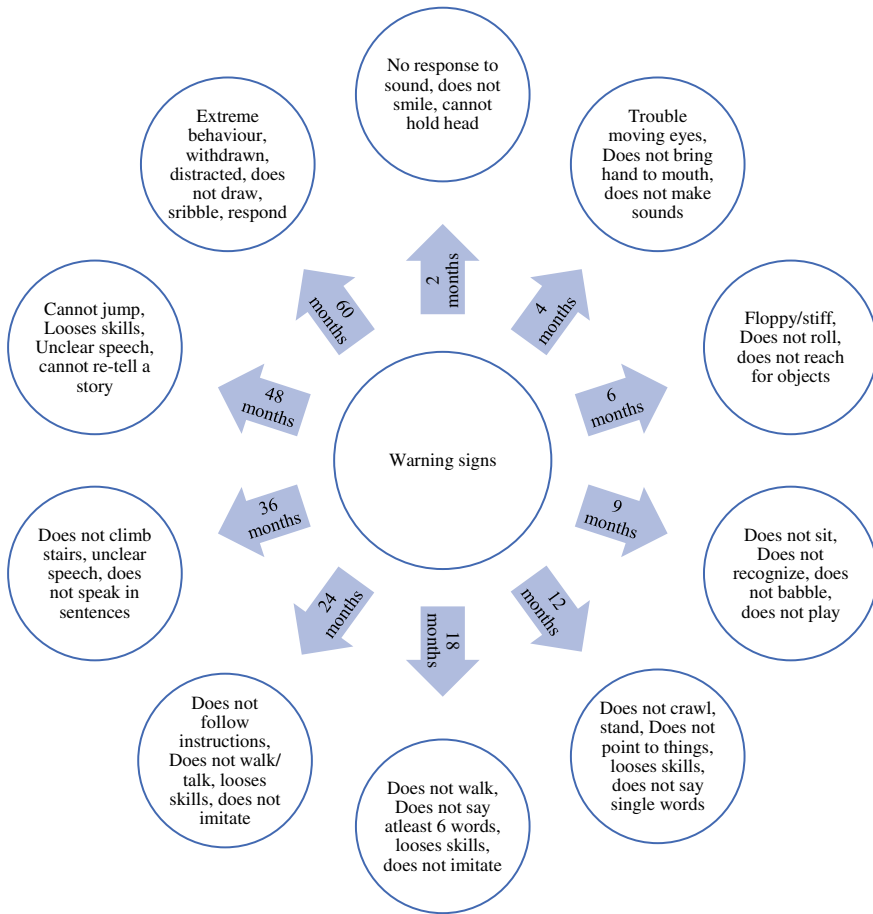 No response to
sound, does not
smile, cannot
hold head
Trouble
moving eyes,
Does not bring
hand to mouth,
does not make
sounds
Floppy/stiff,
Does not roll,
does not reach
for objects
Does not sit,
Does not
recognize, does
not babble,
does not play
Does not crawl,
stand, Does not
point to things,
looses skills,
does not say
single words
Does not walk,
Does not say
atleast 6 words,
looses skills,
does not imitate
Does not
follow
instructions,
Does not walk/
talk, looses
skills, does not
imitate
Does not climb
stairs, unclear
speech, does
not speak in
sentences
Cannot jump,
Looses skills,
Unclear speech,
cannot re-tell a
story
Extreme
behaviour,
withdrawn,
distracted, does
not draw,
sribble, respond
2
months
4
months
6
months
9
months
12
months
18
months
24
months
36
months
48
months
60
months
Warning signs